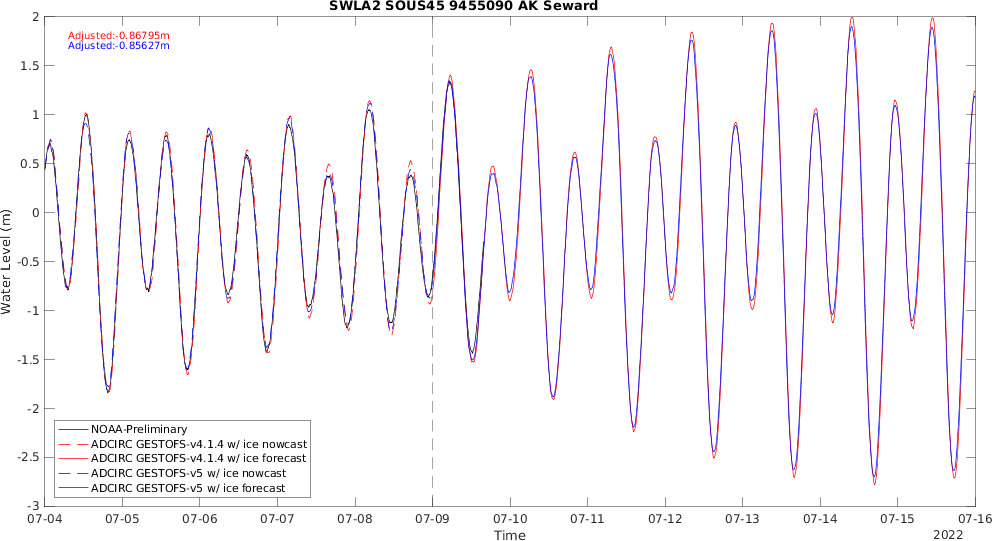 SWLA2 SOUS45 9455090 AK Seward
Adjusted:-0.86795m
Adjusted:-0.85627m
2
1.5
1
0.5
0
-0.5
-1
-1.5
-2
-2.5
-3
Water Level (m)
NOAA-Preliminary
ADCIRC GESTOFS-v4.1.4 w/ ice nowcast
ADCIRC GESTOFS-v4.1.4 w/ ice forecast
ADCIRC GESTOFS-v5 w/ ice nowcast
ADCIRC GESTOFS-v5 w/ ice forecast
07-04 07-05 07-06 07-07 07-08 07-09 07-10 07-11 07-12 07-13 07-14 07-15 07-16
Time
2022